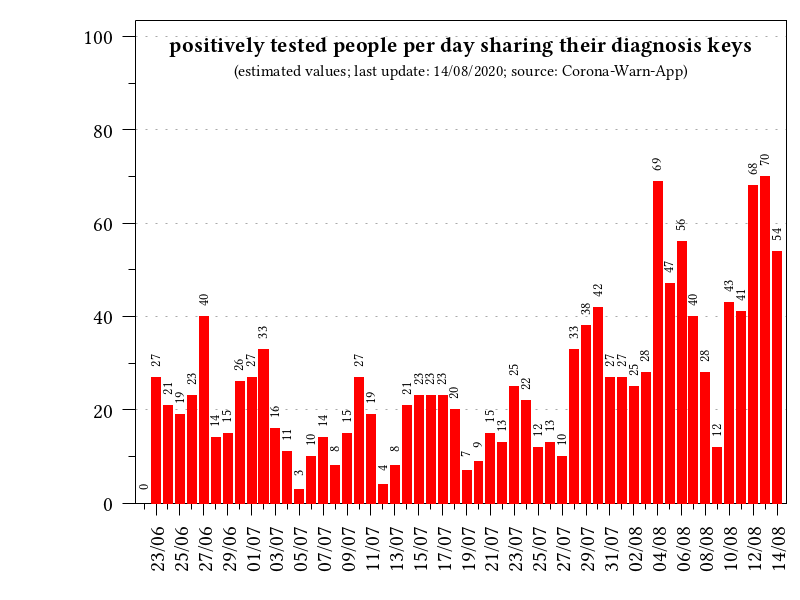 positively tested people per day sharing their diagnosis keys
(estimated values; last update: 14/08/2020; source: Corona-Warn-App)
100
80
60
40
20
0
0 27 21 19 23 40 14 15 26 27 33 16 11 3 10 14 8 15 27 19 4 8 21 23 23 23 20 7 9 15 13 25 22 12 13 10 33 38 42 27 27 25 28 69 47 56 40 28 12 43 41 68 70 54
23/06 25/06 27/06 29/06 01/07 03/07 05/07 07/07 09/07 11/07 13/07 15/07 17/07 19/07 21/07 23/07 25/07 27/07 29/07 31/07 02/08 04/08 06/08 08/08 10/08 12/08 14/08